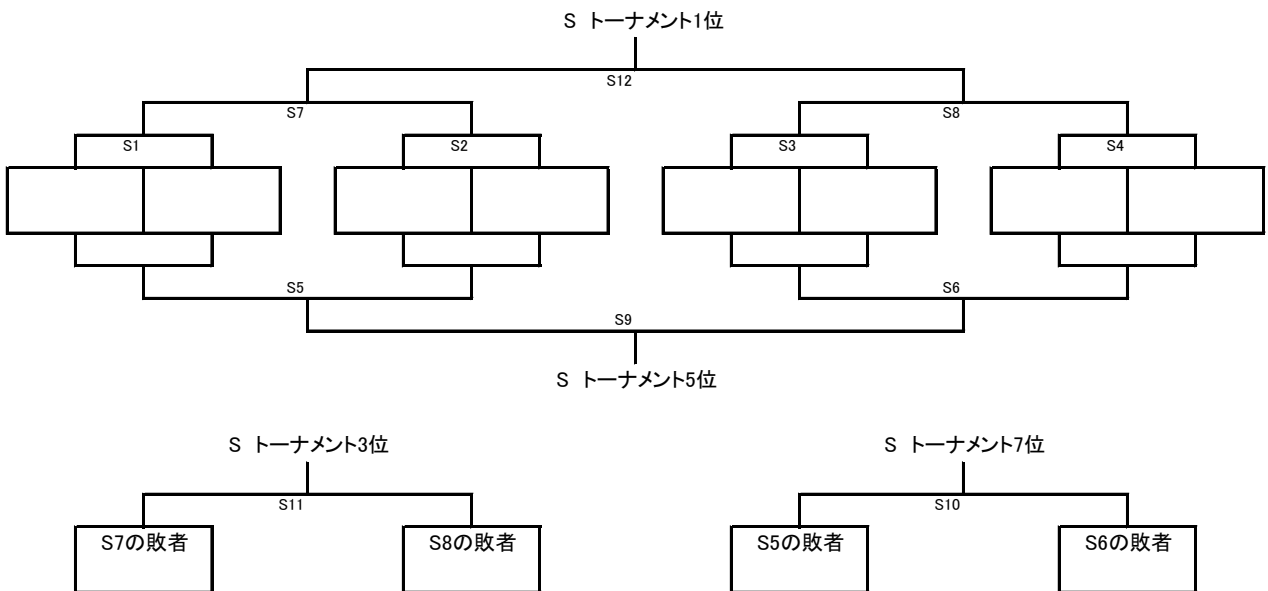 S トーナメント1位
S12
S7
S8
S1
S2
S3
S4
S5
S6
S9
S トーナメント5位
S トーナメント3位
S トーナメント7位
S11
S10
S7の敗者
S8の敗者
S5の敗者
S6の敗者